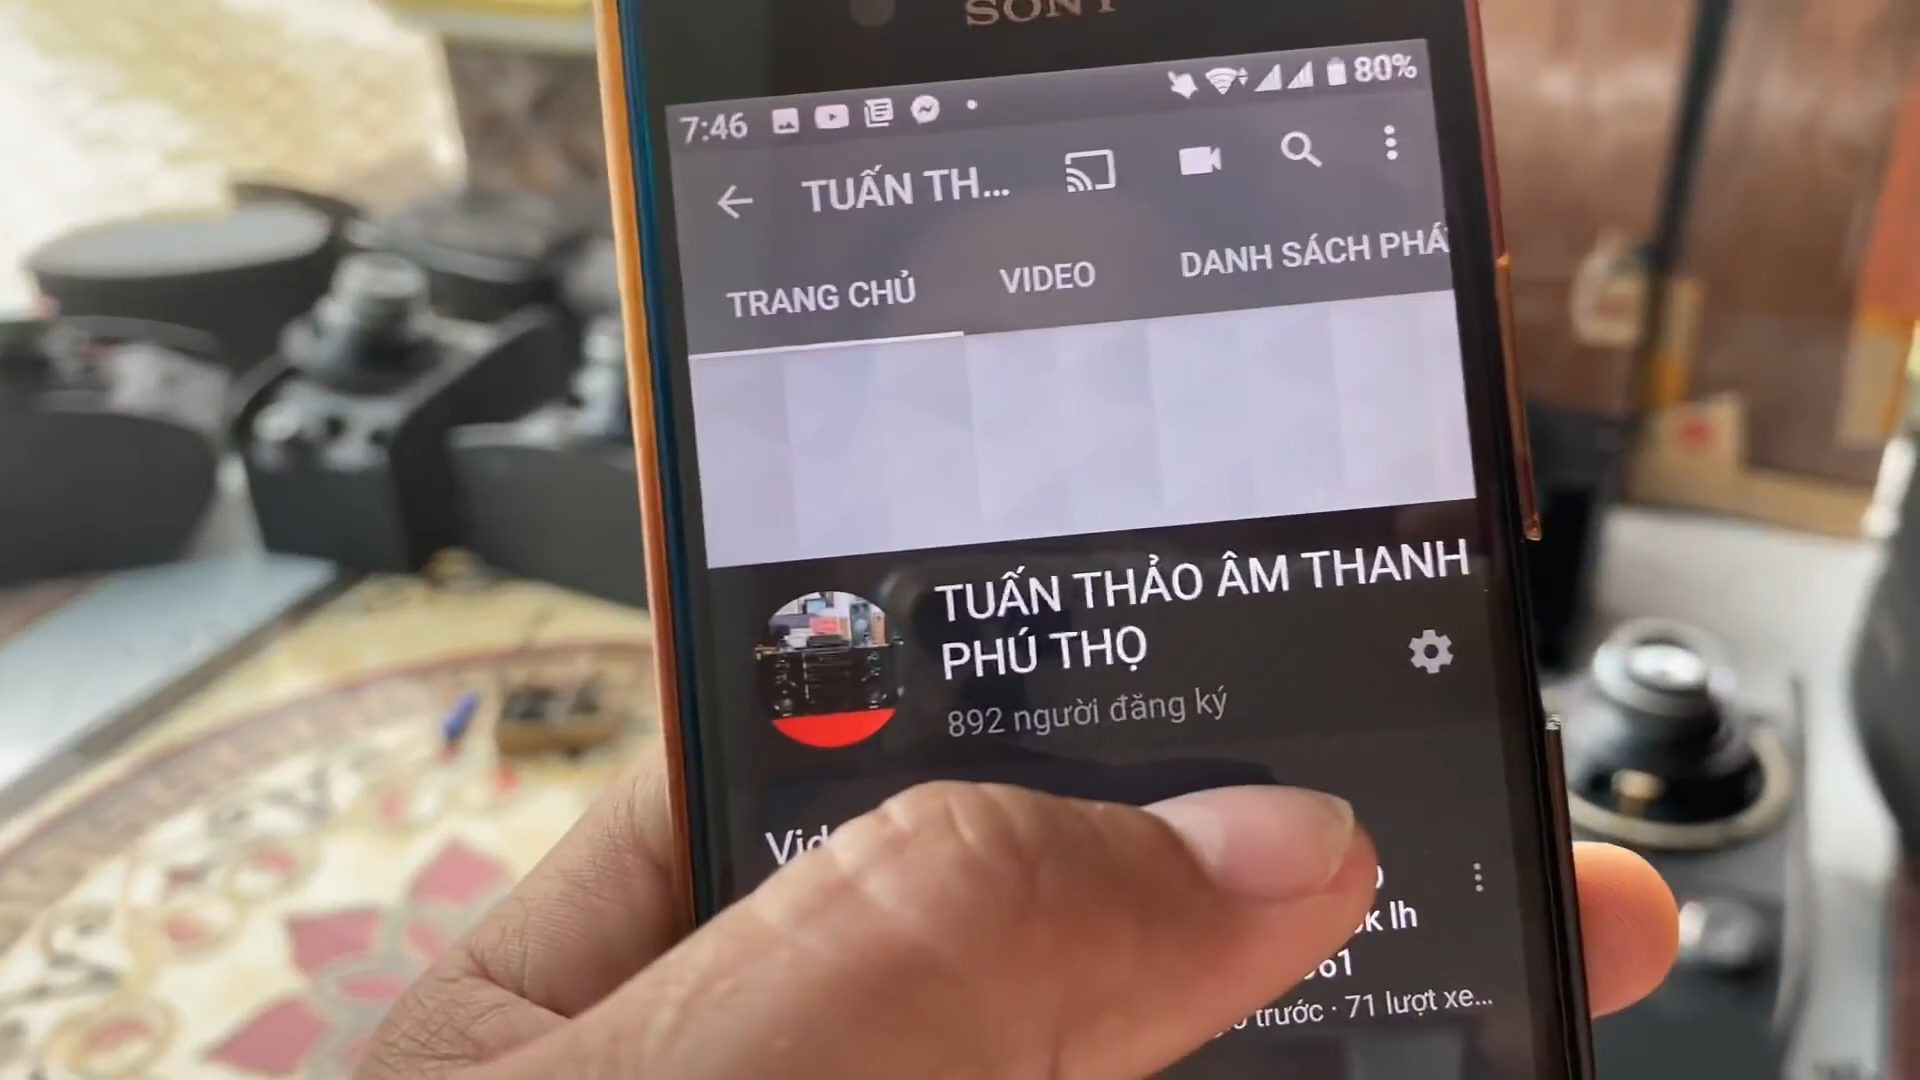 SONY
7:46
80%
TUẤN TH...
TRANG CHỦ VIDEO DANH SÁCH PHÁ
TUẤN THẢO ÂM THANH
PHÚ THỌ
892 người đăng ký
lh
trước · 71 lượt xe...